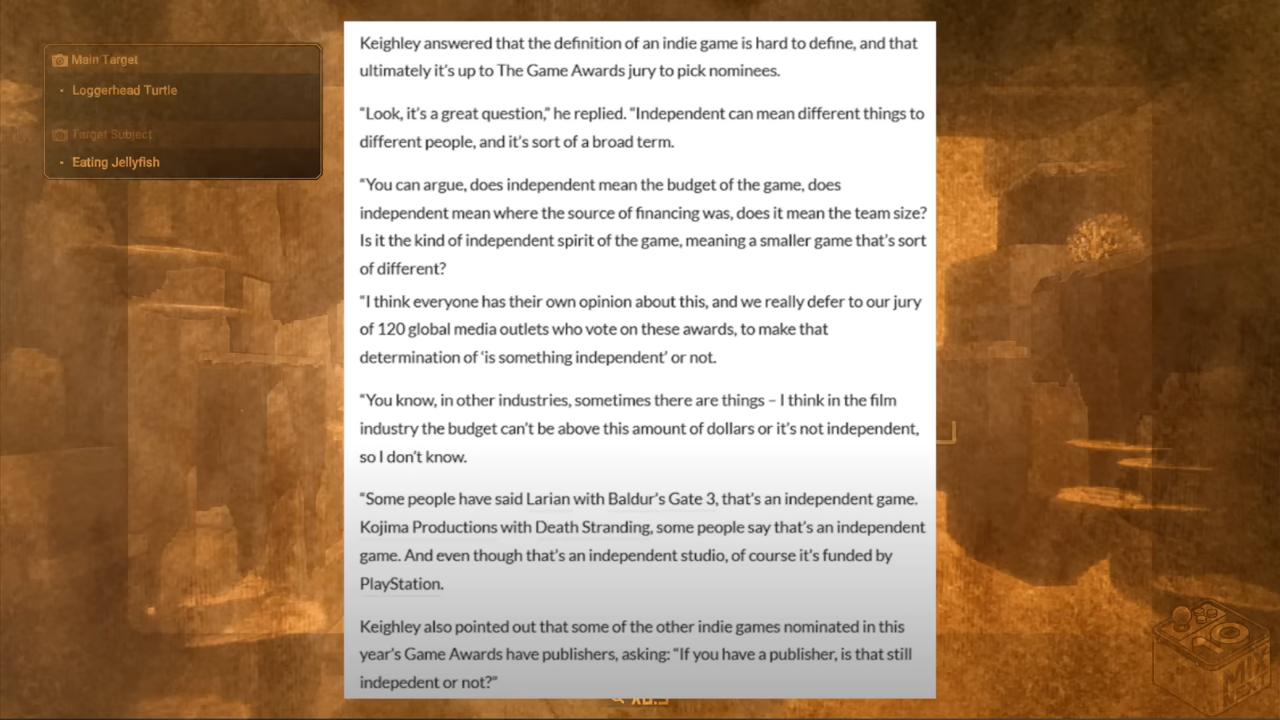 Main Target
· Loggerhead Turtle
Target Subject
· Eating Jellyfish
Keighley answered that the definition of an indie game is hard to define, and that
ultimately it’s up to The Game Awards jury to pick nominees.
“Look, it’s a great question,” he replied. “Independent can mean different things to
different people, and it’s sort of a broad term.
“You can argue, does independent mean the budget of the game, does
independent mean where the source of financing was, does it mean the team size?
Is it the kind of independent spirit of the game, meaning a smaller game that’s sort
of different?
“I think everyone has their own opinion about this, and we really defer to our jury
of 120 global media outlets who vote on these awards, to make that
determination of ‘is something independent’ or not.
“You know, in other industries, sometimes there are things – I think in the film
industry the budget can’t be above this amount of dollars or it’s not independent,
so I don’t know.
“Some people have said Larian with Baldur’s Gate 3, that’s an independent game.
Kojima Productions with Death Stranding, some people say that’s an independent
game. And even though that’s an independent studio, of course it’s funded by
PlayStation.
Keighley also pointed out that some of the other indie games nominated in this
year’s Game Awards have publishers, asking: “If you have a publisher, is that still
indepedent or not?”
MIX
NEXT